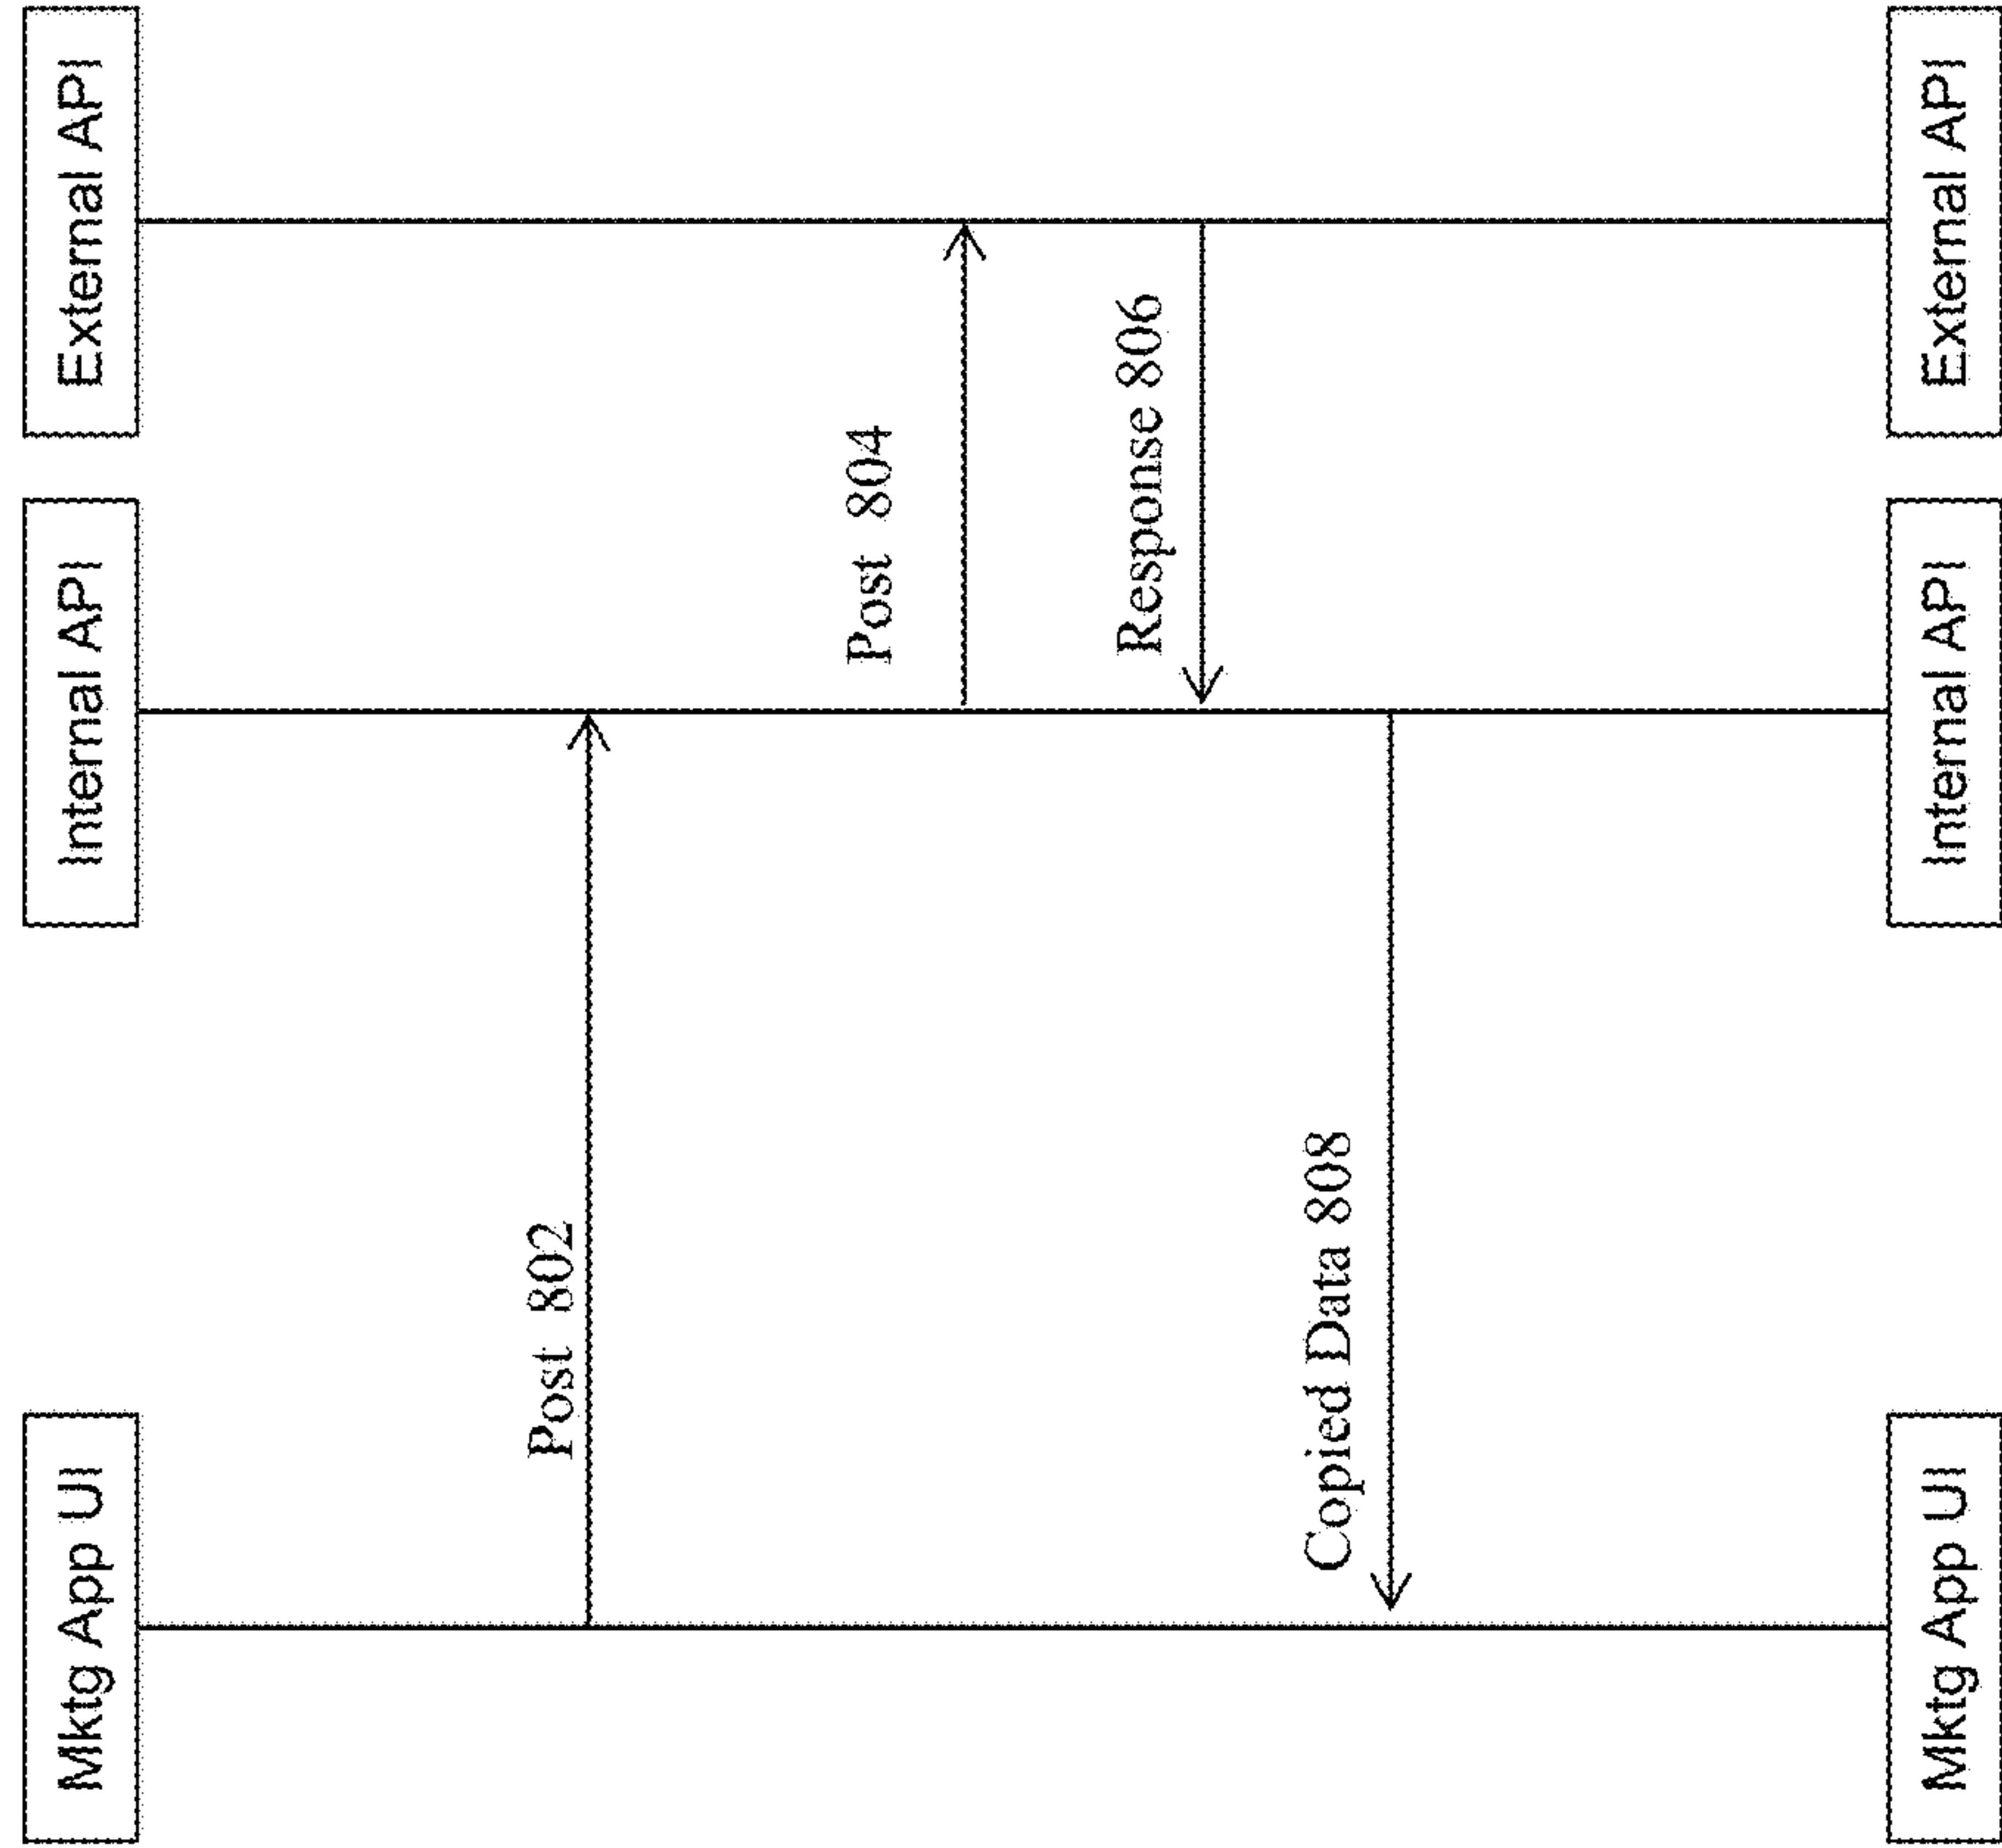 Mktg App UI
Internal API
External API
Post 802
Post 804
Response 806
Copied Data 808
Mktg App UI
Internal API
External API